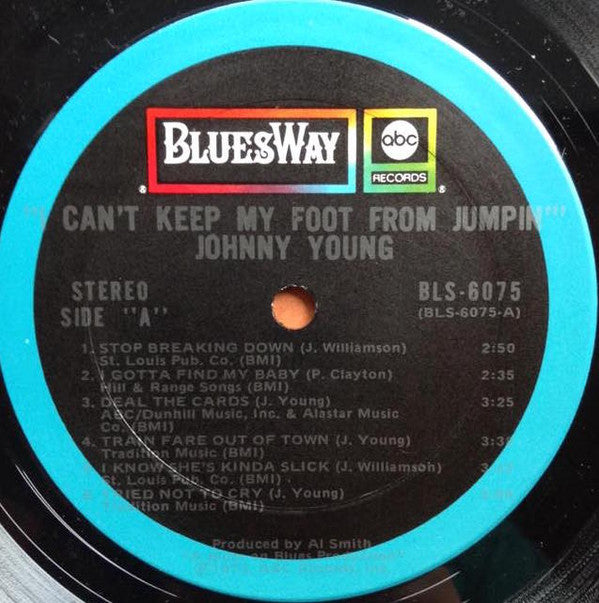 BLUESWAY
®
abc
RECORDS
®
"I CAN'T KEEP MY FOOT FROM JUMPIN'"
JOHNNY YOUNG
STEREO
SIDE "A"
BLS-6075
(BLS-6075-A)
1. STOP BREAKING DOWN (J. Williamson) 2:50
St. Louis Pub. Co. (BMI)
2. I GOTTA FIND MY BABY (P. Clayton) 2:35
Hill & Range Songs (BMI)
3. DEAL THE CARDS (J. Young) 3:25
ABC/Dunhill Music, Inc. & Alastar Music
Co. (BMI)
4. TRAIN FARE OUT OF TOWN (J. Young)
Tradition Music (BMI)
I KNOW SHE'S KINDA SLICK (J. Williamson)
St. Louis Pub. Co. (BMI)
TRIED NOT TO CRY (J. Young)
Tradition Music (BMI)
Produced by Al Smith
Blues